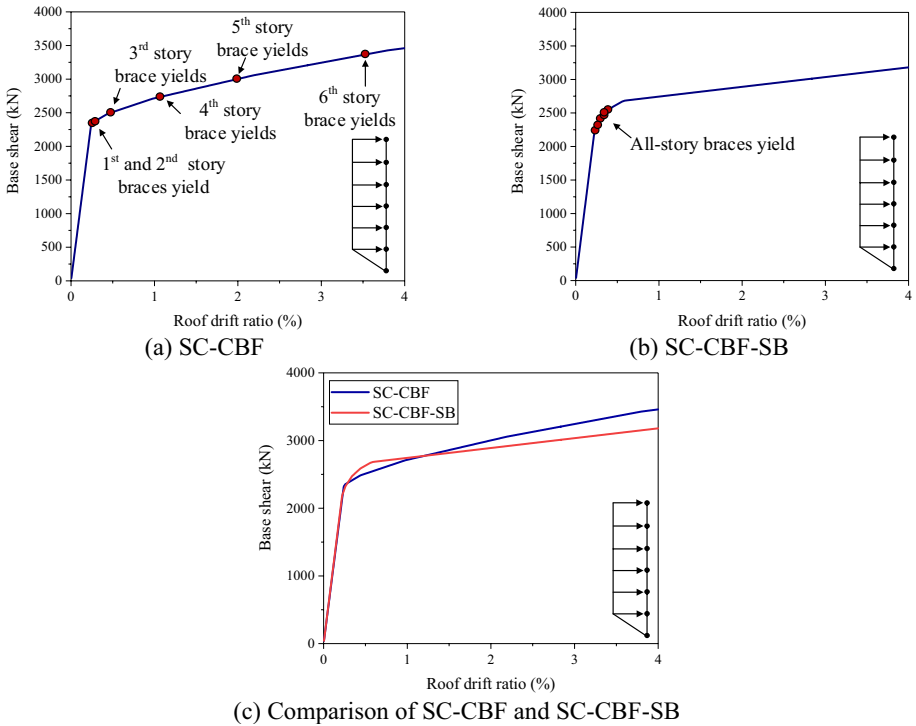 4000
3500
3000
2500
2000
1500
1000
500
0
Base shear (kN)
5th story
brace yields
3rd story
brace yields
4th story
brace yields
6th story
brace yields
1st and 2nd story
braces yield
0 1 2 3 4
Roof drift ratio (%)
(a) SC-CBF
4000
3500
3000
2500
2000
1500
1000
500
0
Base shear (kN)
All-story braces yield
0 1 2 3 4
Roof drift ratio (%)
(b) SC-CBF-SB
4000
3000
2000
1000
0
Base shear (kN)
SC-CBF
SC-CBF-SB
0 1 2 3 4
Roof drift ratio (%)
(c) Comparison of SC-CBF and SC-CBF-SB